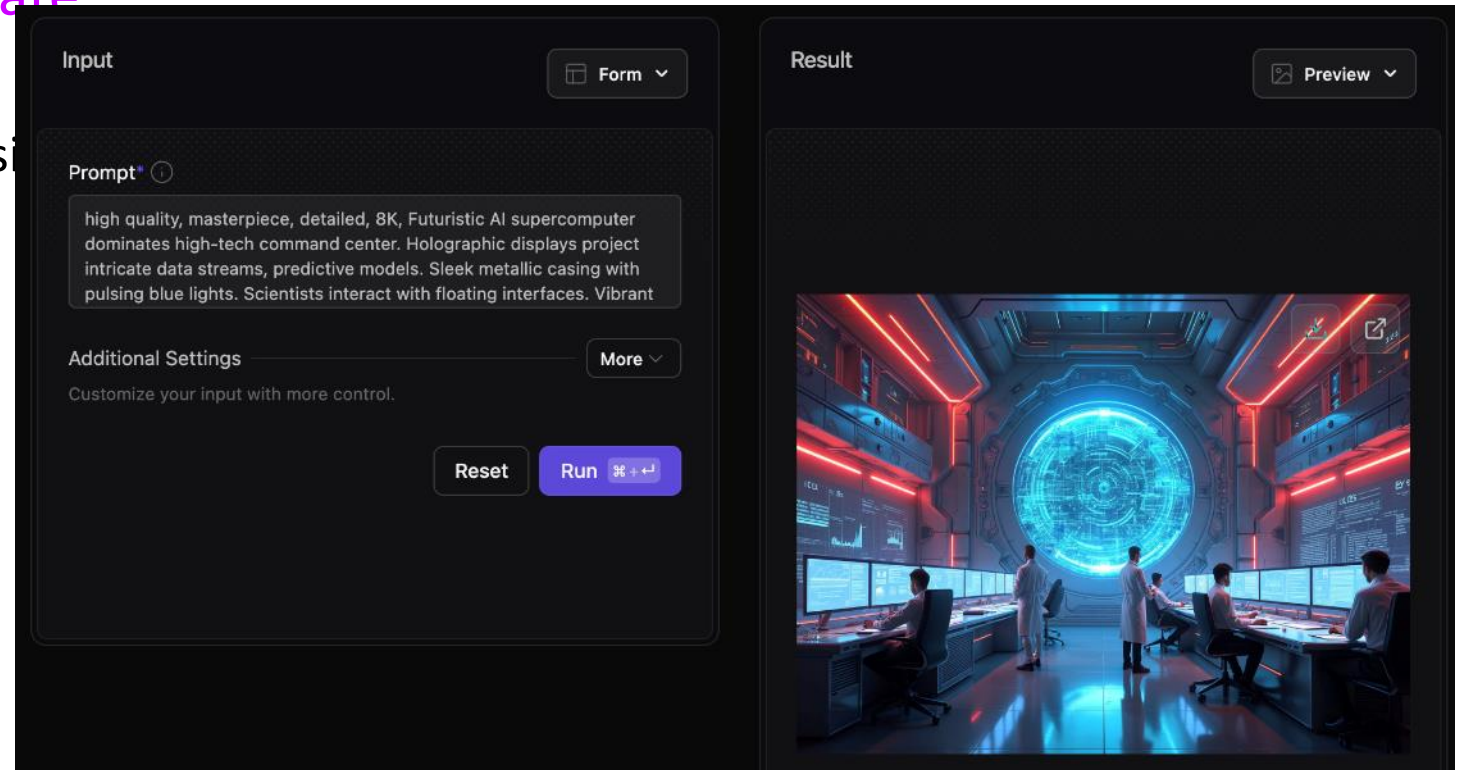 Input
Form
Result
Preview
Prompt*
high quality, masterpiece, detailed, 8K, Futuristic AI supercomputer
dominates high-tech command center. Holographic displays project
intricate data streams, predictive models. Sleek metallic casing with
pulsing blue lights. Scientists interact with floating interfaces. Vibrant
Additional Settings
More
Customize your input with more control.
Reset
Run ⌘+↵